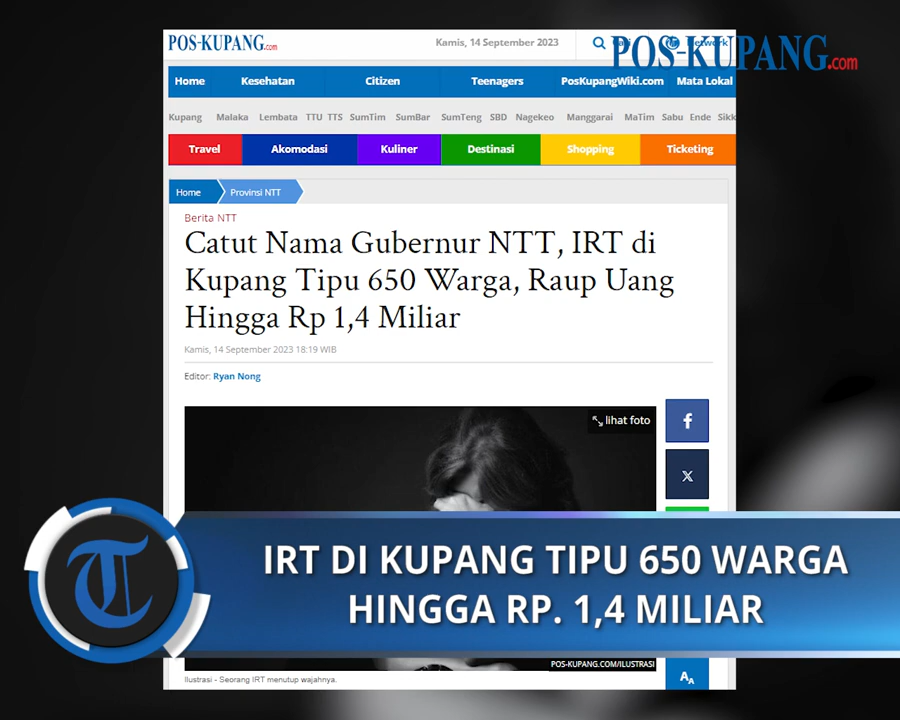 POS-KUPANG.com
Kamis, 14 September 2023
Network
POS-KUPANG.com
Home Kesehatan Citizen Teenagers PosKupangWiki.com Mata Lokal
Kupang Malaka Lembata TTU TTS SumTim SumBar SumTeng SBD Nagekeo Manggarai MaTim Sabu Ende Sikk
Travel Akomodasi Kuliner Destinasi Shopping Ticketing
Home Provinsi NTT
Berita NTT
Catut Nama Gubernur NTT, IRT di
Kupang Tipu 650 Warga, Raup Uang
Hingga Rp 1,4 Miliar
Kamis, 14 September 2023 18:19 WIB
Editor: Ryan Nong
lihat foto
IRT DI KUPANG TIPU 650 WARGA
HINGGA RP. 1,4 MILIAR
POS-KUPANG.COM/ILUSTRASI
Ilustrasi - Seorang IRT menutup wajahnya.
AA